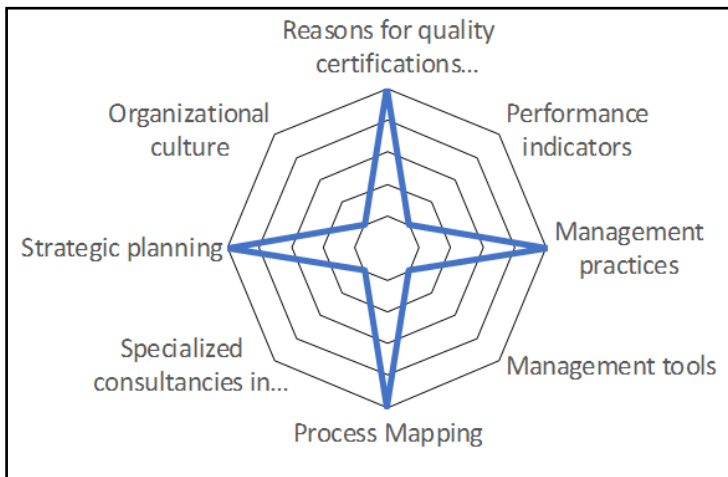 Reasons for quality
certifications...
Performance
indicators
Management
practices
Management tools
Process Mapping
Specialized
consultancies in...
Strategic planning
Organizational
culture